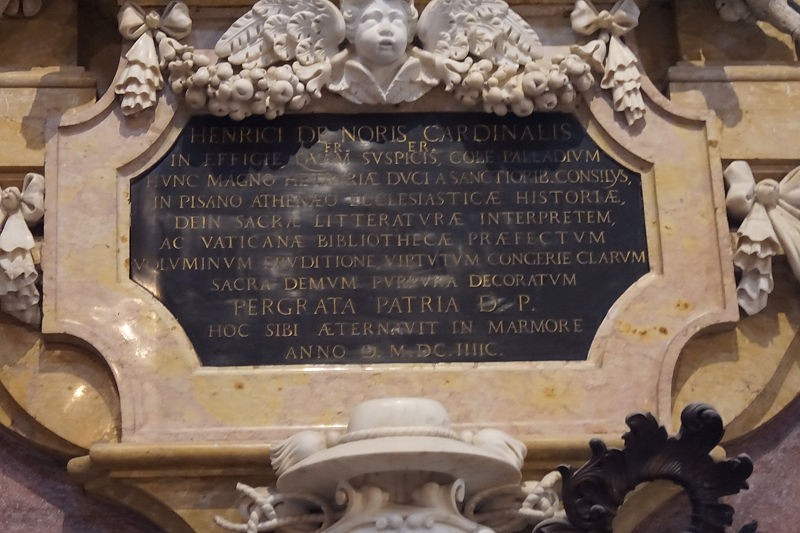 HENRICI DE NORIS CARDINALIS
FR. ER.
IN EFFIGIE QVAM SVSPICIS, COLE PALLADIVM
HVNC MAGNO HETRVRIÆ DVCI A SANCTIORIB. CONSILIJS,
IN PISANO ATHENÆO ECCLESIASTICÆ HISTORIÆ,
DEIN SACRÆ LITTERATVRÆ INTERPRETEM,
AC VATICANÆ BIBLIOTHECÆ PRÆFECTVM
VOLVMINVM ERVDITIONE VIRTVTVM CONGERIE CLARVM
SACRA DEMVM PVRPVRA DECORATVM
PERGRATA PATRIA D. P.
HOC SIBI ÆTERNAVIT IN MARMORE
ANNO D. M DC. IIIIC.